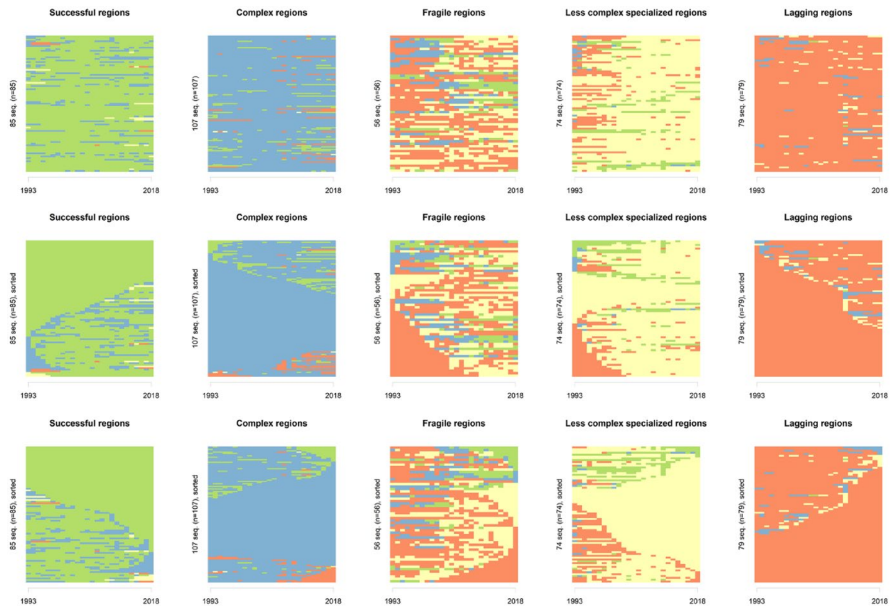 Successful regions
Complex regions
Fragile regions
Less complex specialized regions
Lagging regions
85 seq. (n=85)
107 seq. (n=107)
56 seq. (n=56)
74 seq. (n=74)
79 seq. (n=79)
1993 2018
1993 2018
1993 2018
1993 2018
1993 2018
Successful regions
Complex regions
Fragile regions
Less complex specialized regions
Lagging regions
85 seq. (n=85), sorted
107 seq. (n=107), sorted
56 seq. (n=56), sorted
74 seq. (n=74), sorted
79 seq. (n=79), sorted
1993 2018
1993 2018
1993 2018
1993 2018
1993 2018
Successful regions
Complex regions
Fragile regions
Less complex specialized regions
Lagging regions
85 seq. (n=85), sorted
107 seq. (n=107), sorted
56 seq. (n=56), sorted
74 seq. (n=74), sorted
79 seq. (n=79), sorted
1993 2018
1993 2018
1993 2018
1993 2018
1993 2018